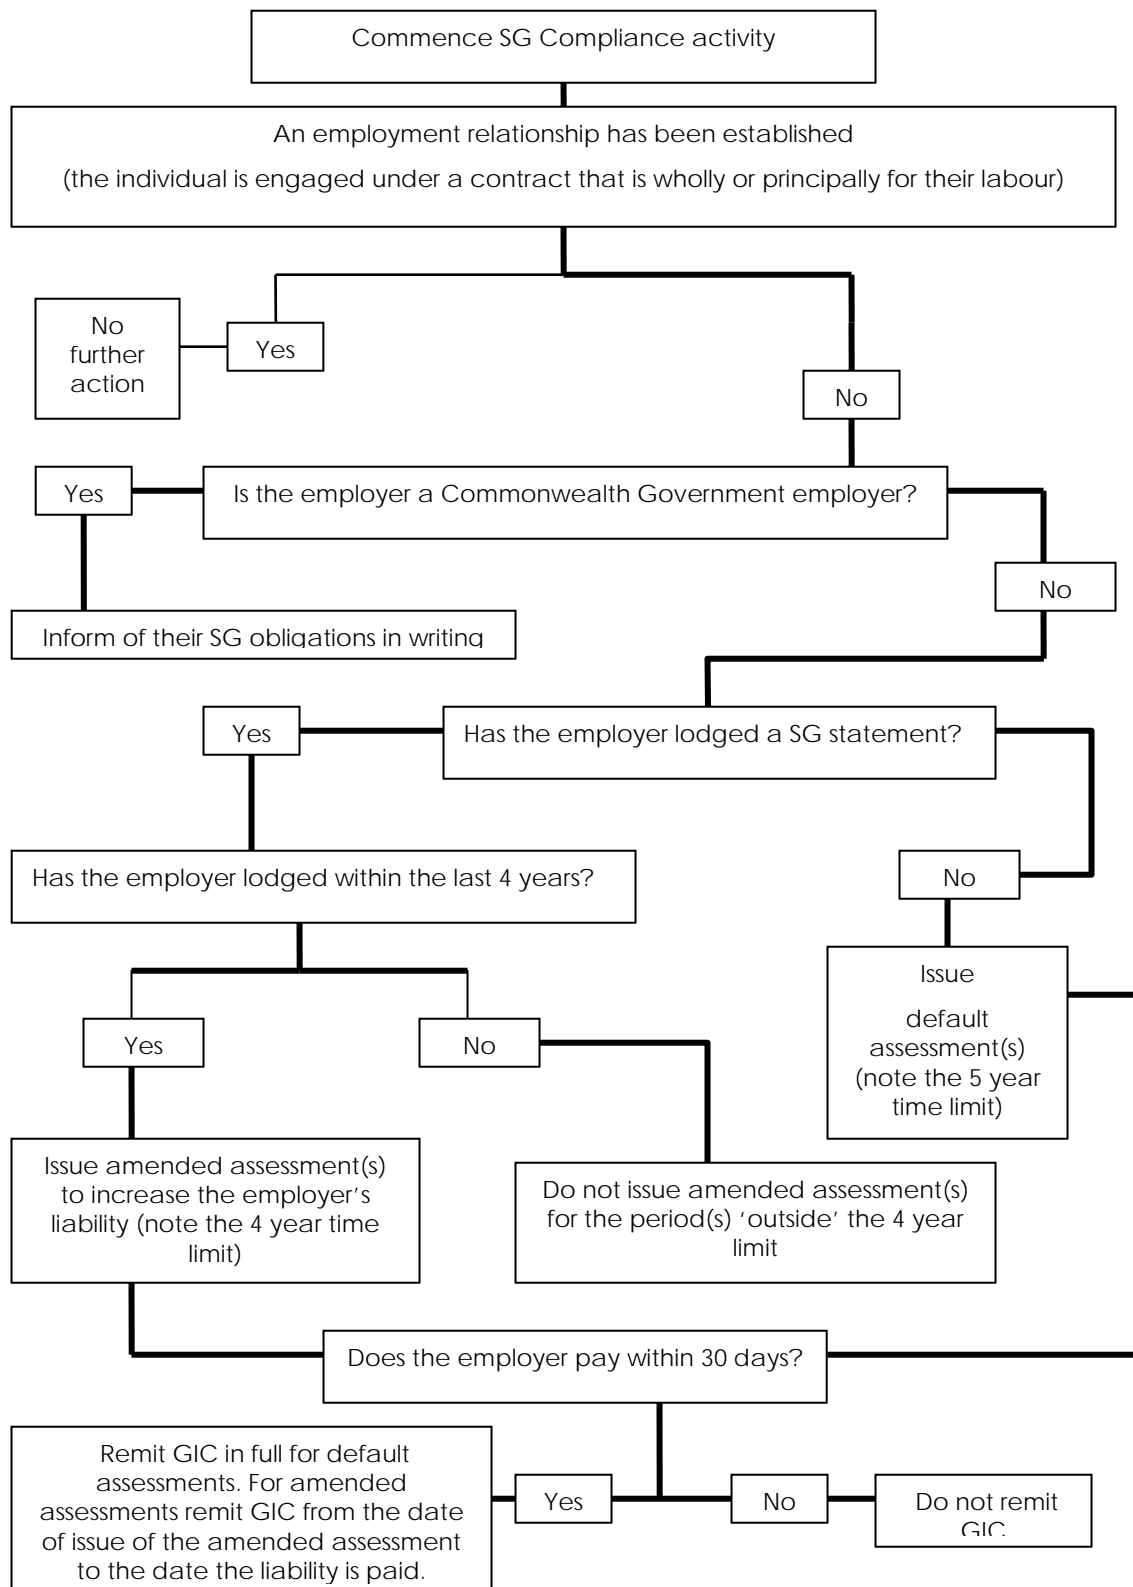 Commence SG Compliance activity
An employment relationship has been established
(the individual is engaged under a contract that is wholly or principally for their labour)
No
further
action
Yes
No
Yes
Is the employer a Commonwealth Government employer?
No
Inform of their SG obligations in writing
Yes
Has the employer lodged a SG statement?
Has the employer lodged within the last 4 years?
No
Issue
default
assessment(s)
(note the 5 year
time limit)
Yes
No
Issue amended assessment(s)
to increase the employer’s
liability (note the 4 year time
limit)
Do not issue amended assessment(s)
for the period(s) ‘outside’ the 4 year
limit
Does the employer pay within 30 days?
Remit GIC in full for default
assessments. For amended
assessments remit GIC from the date
of issue of the amended assessment
to the date the liability is paid.
Yes
No
Do not remit
GIC